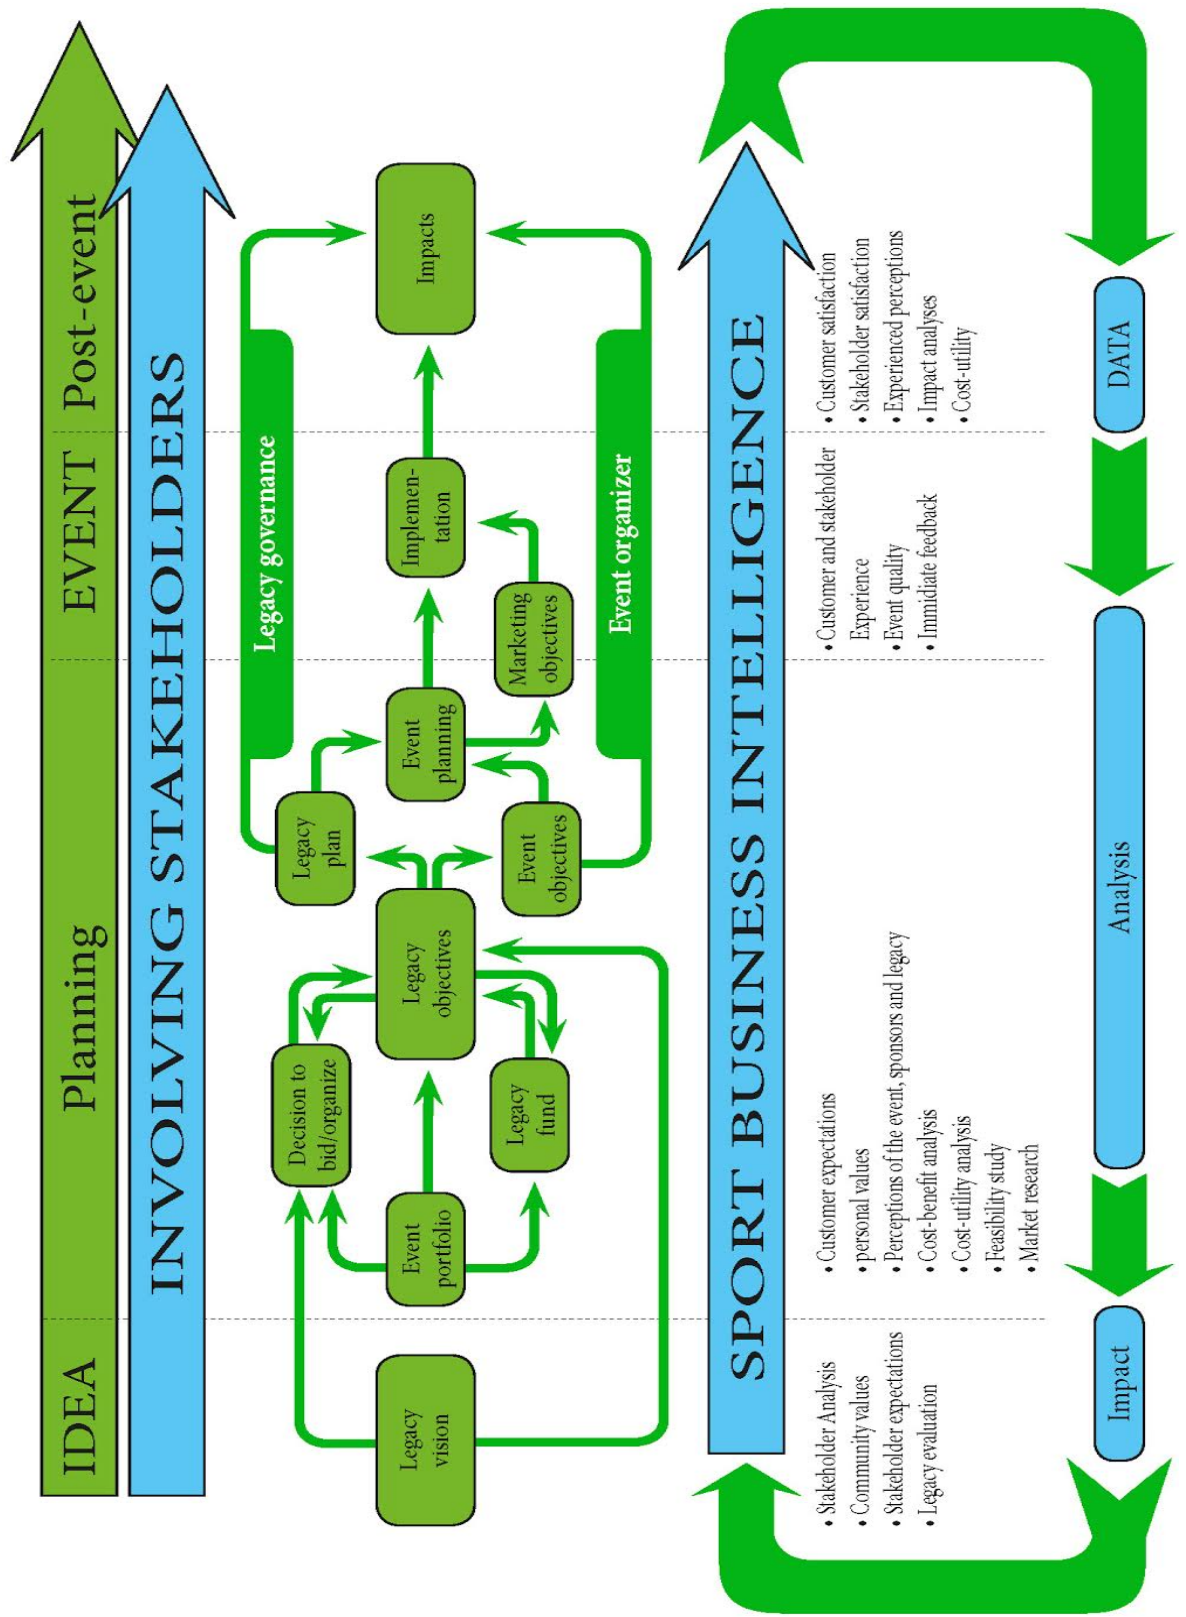 IDEA
Planning
EVENT
Post-event
INVOLVING STAKEHOLDERS
Legacy
vision
Event
portfolio
Decision to
bid/organize
Legacy
fund
Legacy
objectives
Legacy
plan
Event
objectives
Event
planning
Marketing
objectives
Implemen-
tation
Impacts
Legacy governance
Event organizer
SPORT BUSINESS INTELLIGENCE
• Stakeholder Analysis
• Community values
• Stakeholder expectations
• Legacy evaluation
• Customer expectations
• personal values
• Perceptions of the event, sponsors and legacy
• Cost-benefit analysis
• Cost-utility analysis
• Feasibility study
• Market research
• Customer and stakeholder
Experience
• Event quality
• Immidiate feedback
• Customer satisfaction
• Stakeholder satisfaction
• Experienced perceptions
• Impact analyses
• Cost-utility
Impact
Analysis
DATA